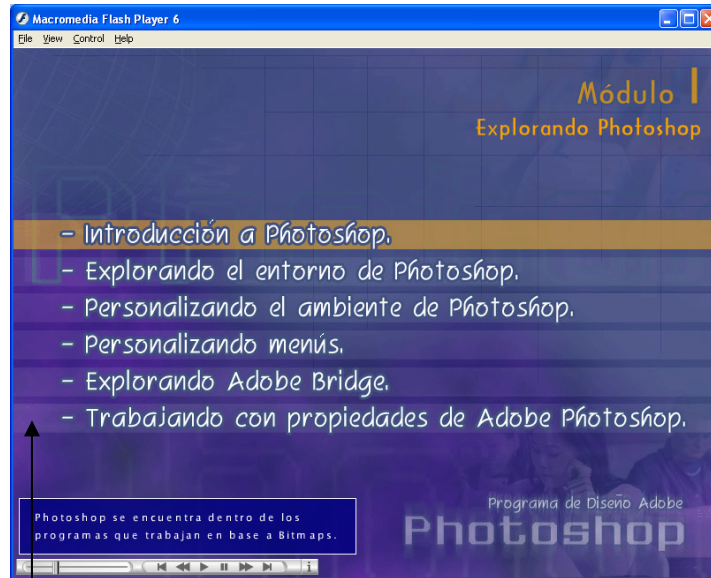 Macromedia Flash Player 6
File View Control Help
Módulo I
Explorando Photoshop
- Introducción a Photoshop.
- Explorando el entorno de Photoshop.
- Personalizando el ambiente de Photoshop.
- Personalizando menús.
- Explorando Adobe Bridge.
- Trabajando con propiedades de Adobe Photoshop.
Photoshop se encuentra dentro de los
programas que trabajan en base a Bitmaps.
Programa de Diseño Adobe
Photoshop
i